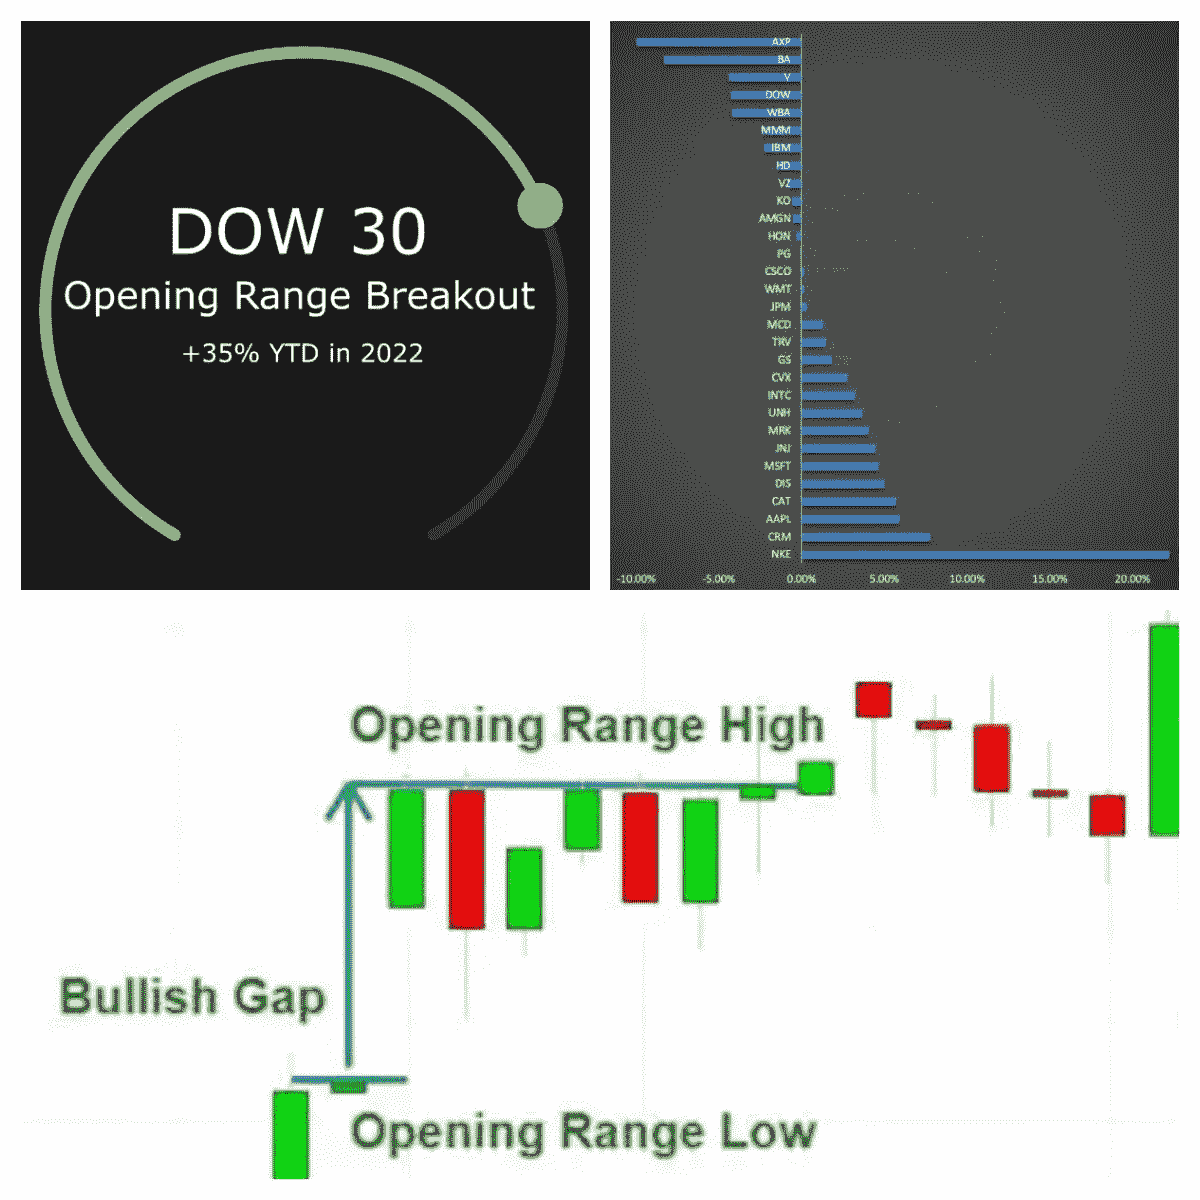 DOW 30
Opening Range Breakout
+35% YTD in 2022
AXP
BA
V
DOW
WBA
MMM
IBM
HD
VZ
KO
AMGN
HON
PG
CSCO
WMT
JPM
MCD
TRV
GS
CVX
INTC
UNH
MRK
JNJ
MSFT
DIS
CAT
AAPL
CRM
NKE
-10.00% -5.00% 0.00% 5.00% 10.00% 15.00% 20.00%
Opening Range High
Bullish Gap
Opening Range Low